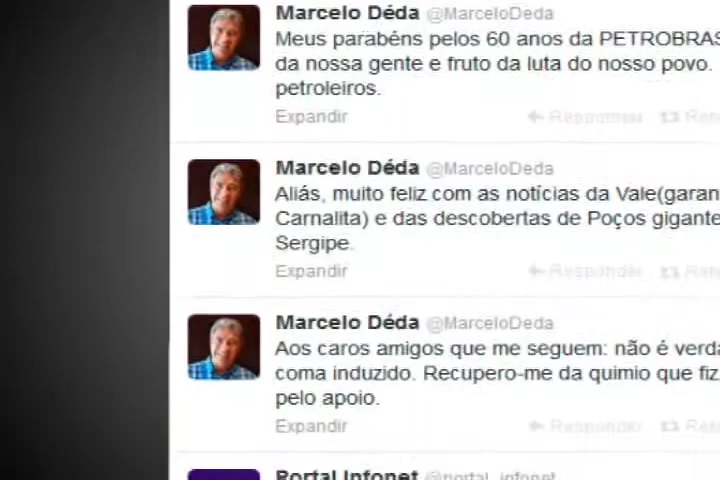 Marcelo Déda @MarceloDeda
Meus parabéns pelos 60 anos da PETROBRAS
da nossa gente e fruto da luta do nosso povo.
petroleiros.
Expandir Responder
Marcelo Déda @MarceloDeda
Aliás, muito feliz com as notícias da Vale(garan
Carnalita) e das descobertas de Poços gigante
Sergipe.
Expandir Responder
Marcelo Déda @MarceloDeda
Aos caros amigos que me seguem: não é verda
coma induzido. Recupero-me da quimio que fiz
pelo apoio.
Expandir Responder
Portal Infonet @portal_infonet